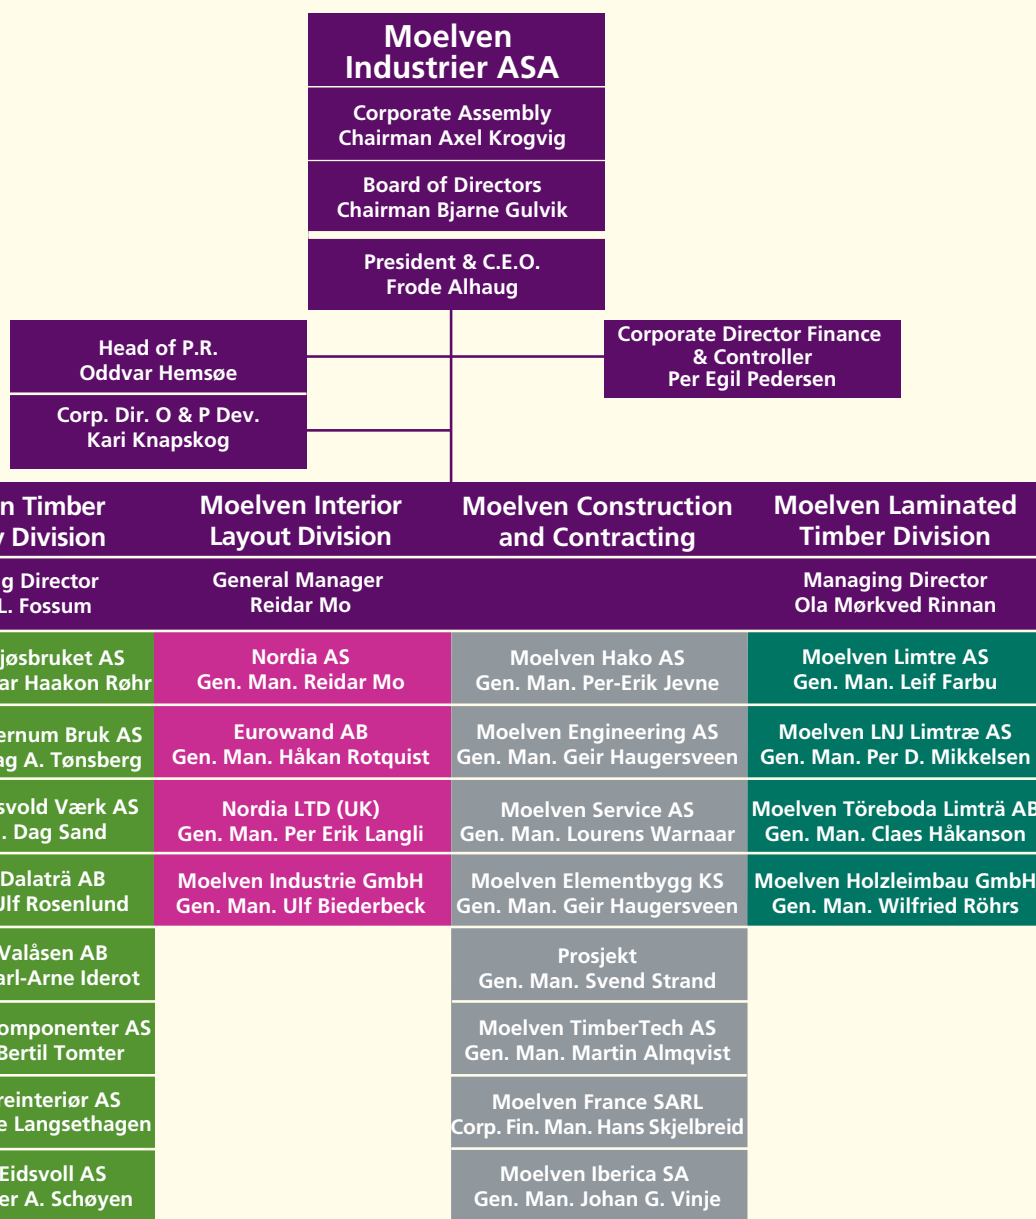 Moelven
Industrier ASA
Corporate Assembly
Chairman Axel Krogvig
Board of Directors
Chairman Bjarne Gulvik
President & C.E.O.
Frode Alhaug
Head of P.R.
Oddvar Hemsøe
Corp. Dir. O & P Dev.
Kari Knapskog
Corporate Director Finance
& Controller
Per Egil Pedersen
n Timber
Division
g Director
L. Fossum
jøsbruket AS
ar Haakon Røhr
ernum Bruk AS
ag A. Tønsberg
svold Værk AS
. Dag Sand
Dalaträ AB
Ulf Rosenlund
Valåsen AB
arl-Arne Iderot
omponenter AS
Bertil Tomter
reinteriør AS
e Langsethagen
Eidsvoll AS
er A. Schøyen
Moelven Interior
Layout Division
General Manager
Reidar Mo
Nordia AS
Gen. Man. Reidar Mo
Eurowand AB
Gen. Man. Håkan Rotquist
Nordia LTD (UK)
Gen. Man. Per Erik Langli
Moelven Industrie GmbH
Gen. Man. Ulf Biederbeck
Moelven Construction
and Contracting
Moelven Hako AS
Gen. Man. Per-Erik Jevne
Moelven Engineering AS
Gen. Man. Geir Haugersveen
Moelven Service AS
Gen. Man. Lourens Warnaar
Moelven Elementbygg KS
Gen. Man. Geir Haugersveen
Prosjekt
Gen. Man. Svend Strand
Moelven TimberTech AS
Gen. Man. Martin Almqvist
Moelven France SARL
Corp. Fin. Man. Hans Skjelbreid
Moelven Iberica SA
Gen. Man. Johan G. Vinje
Moelven Laminated
Timber Division
Managing Director
Ola Mørkved Rinnan
Moelven Limtre AS
Gen. Man. Leif Farbu
Moelven LNJ Limtræ AS
Gen. Man. Per D. Mikkelsen
Moelven Töreboda Limträ AB
Gen. Man. Claes Håkanson
Moelven Holzleimbau GmbH
Gen. Man. Wilfried Röhrs